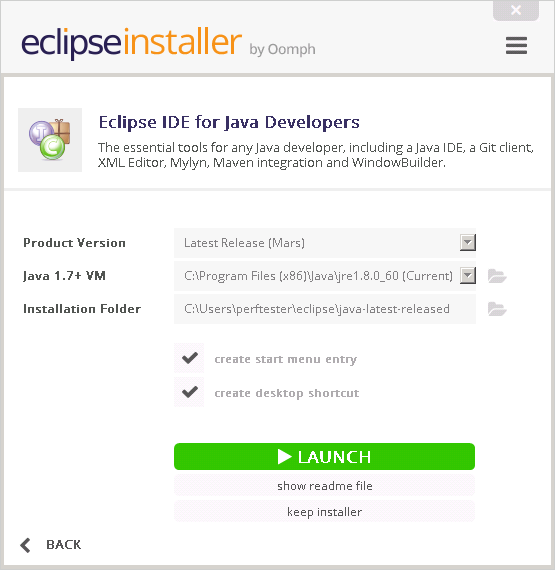 eclipseinstaller by Oomph
Eclipse IDE for Java Developers
The essential tools for any Java developer, including a Java IDE, a Git client,
XML Editor, Mylyn, Maven integration and WindowBuilder.
Product Version Latest Release (Mars)
Java 1.7+ VM C:\Program Files (x86)\Java\jre1.8.0_60 (Current)
Installation Folder C:\Users\perftester\eclipse\java-latest-released
create start menu entry
create desktop shortcut
LAUNCH
show readme file
keep installer
BACK